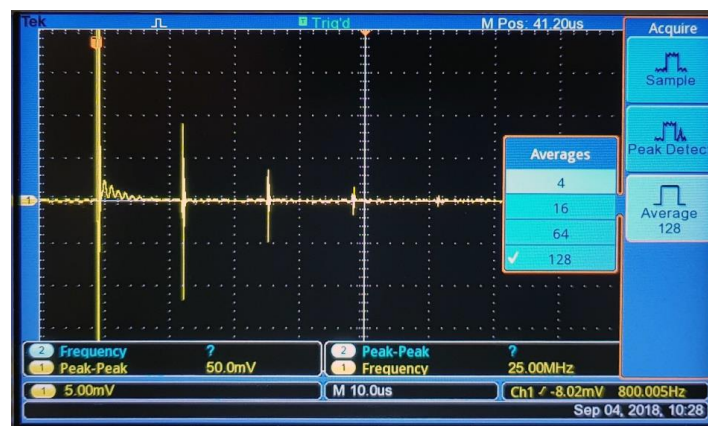 Tek Trig'd M Pos: 41.20us Acquire
Sample
Peak Detec
Averages
4
16
64
128
Average
128
1
2 Frequency ? 2 Peak-Peak ?
1 Peak-Peak 50.0mV 1 Frequency 25.00MHz
1 5.00mV M 10.0us Ch1 -8.02mV 800.005Hz
Sep 04, 2018, 10:28